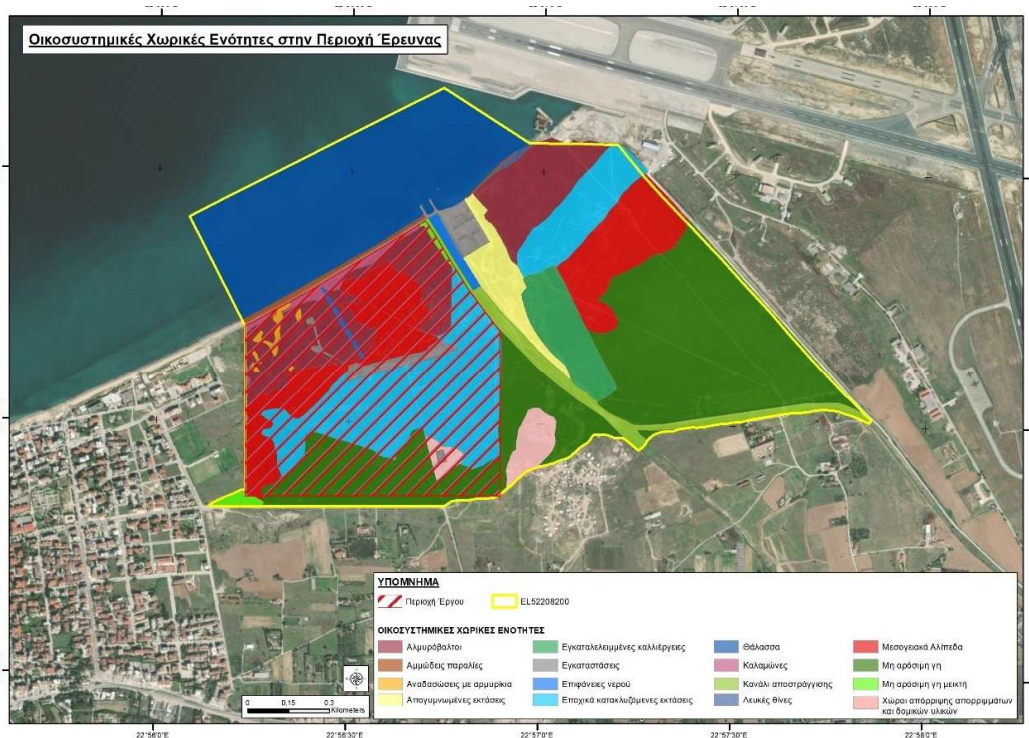 Οικοσυστημικές Χωρικές Ενότητες στην Περιοχή Έρευνας
ΥΠΟΜΝΗΜΑ
Περιοχή Έργου
EL52208200
ΟΙΚΟΣΥΣΤΗΜΙΚΕΣ ΧΩΡΙΚΕΣ ΕΝΟΤΗΤΕΣ
Αλμυρόβαλτοι
Αμμώδεις παραλίες
Αναδασώσεις με αρμυρίκια
Απογυμνωμένες εκτάσεις
Εγκαταλελειμμένες καλλιέργειες
Εγκαταστάσεις
Επιφάνειες νερού
Εποχικά κατακλυζόμενες εκτάσεις
Θάλασσα
Καλαμώνες
Κανάλι αποστράγγισης
Λευκές θίνες
Μεσογειακά Αλίπεδα
Μη αρόσιμη γη
Μη αρόσιμη γη μεικτή
Χώροι απόρριψης απορριμμάτων
και δομικών υλικών
0 0,15 0,3
Kilometers
22°56'0"E 22°56'30"E 22°57'0"E 22°57'30"E 22°58'0"E